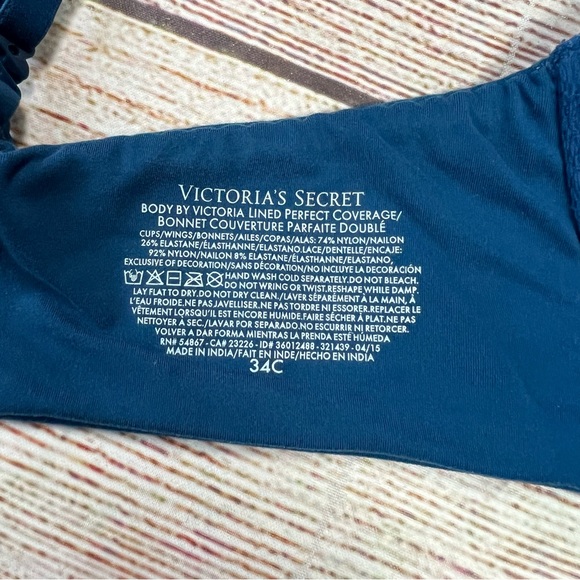 VICTORIA'S SECRET
BODY BY VICTORIA LINED PERFECT COVERAGE/
BONNET COUVERTURE PARFAITE DOUBLÉ
CUPS/WINGS/BONNETS/AILES/COPAS/ALAS: 74% NYLON/NAILON
26% ELASTANE/ÉLASTHANNE/ELASTANO.LACE/DENTELLE/ENCAJE:
92% NYLON/NAILON 8% ELASTANE/ÉLASTHANNE/ELASTANO,
EXCLUSIVE OF DECORATION/SANS DÉCORATION/NO INCLUYE LA DECORACIÓN
HAND WASH COLD SEPARATELY.DO NOT BLEACH.
DO NOT WRING OR TWIST.RESHAPE WHILE DAMP.
LAY FLAT TO DRY.DO NOT DRY CLEAN./LAVER SÉPARÉMENT À LA MAIN, À
L'EAU FROIDE.NE PAS JAVELLISER.NE PAS TORDRE NI ESSORER.REPLACER LE
VÊTEMENT LORSQU'IL EST ENCORE HUMIDE.FAIRE SÉCHER À PLAT.NE PAS
NETTOYER A SEC./LAVAR POR SEPARADO.NO ESCURRIR NI RETORCER.
VOLVER A DAR FORMA MIENTRAS LA PRENDA ESTÉ HÚMEDA
RN# 54867 - CA# 23226 - ID# 36012488 - 321439 - 04/15
MADE IN INDIA/FAIT EN INDE/HECHO EN INDIA
34C